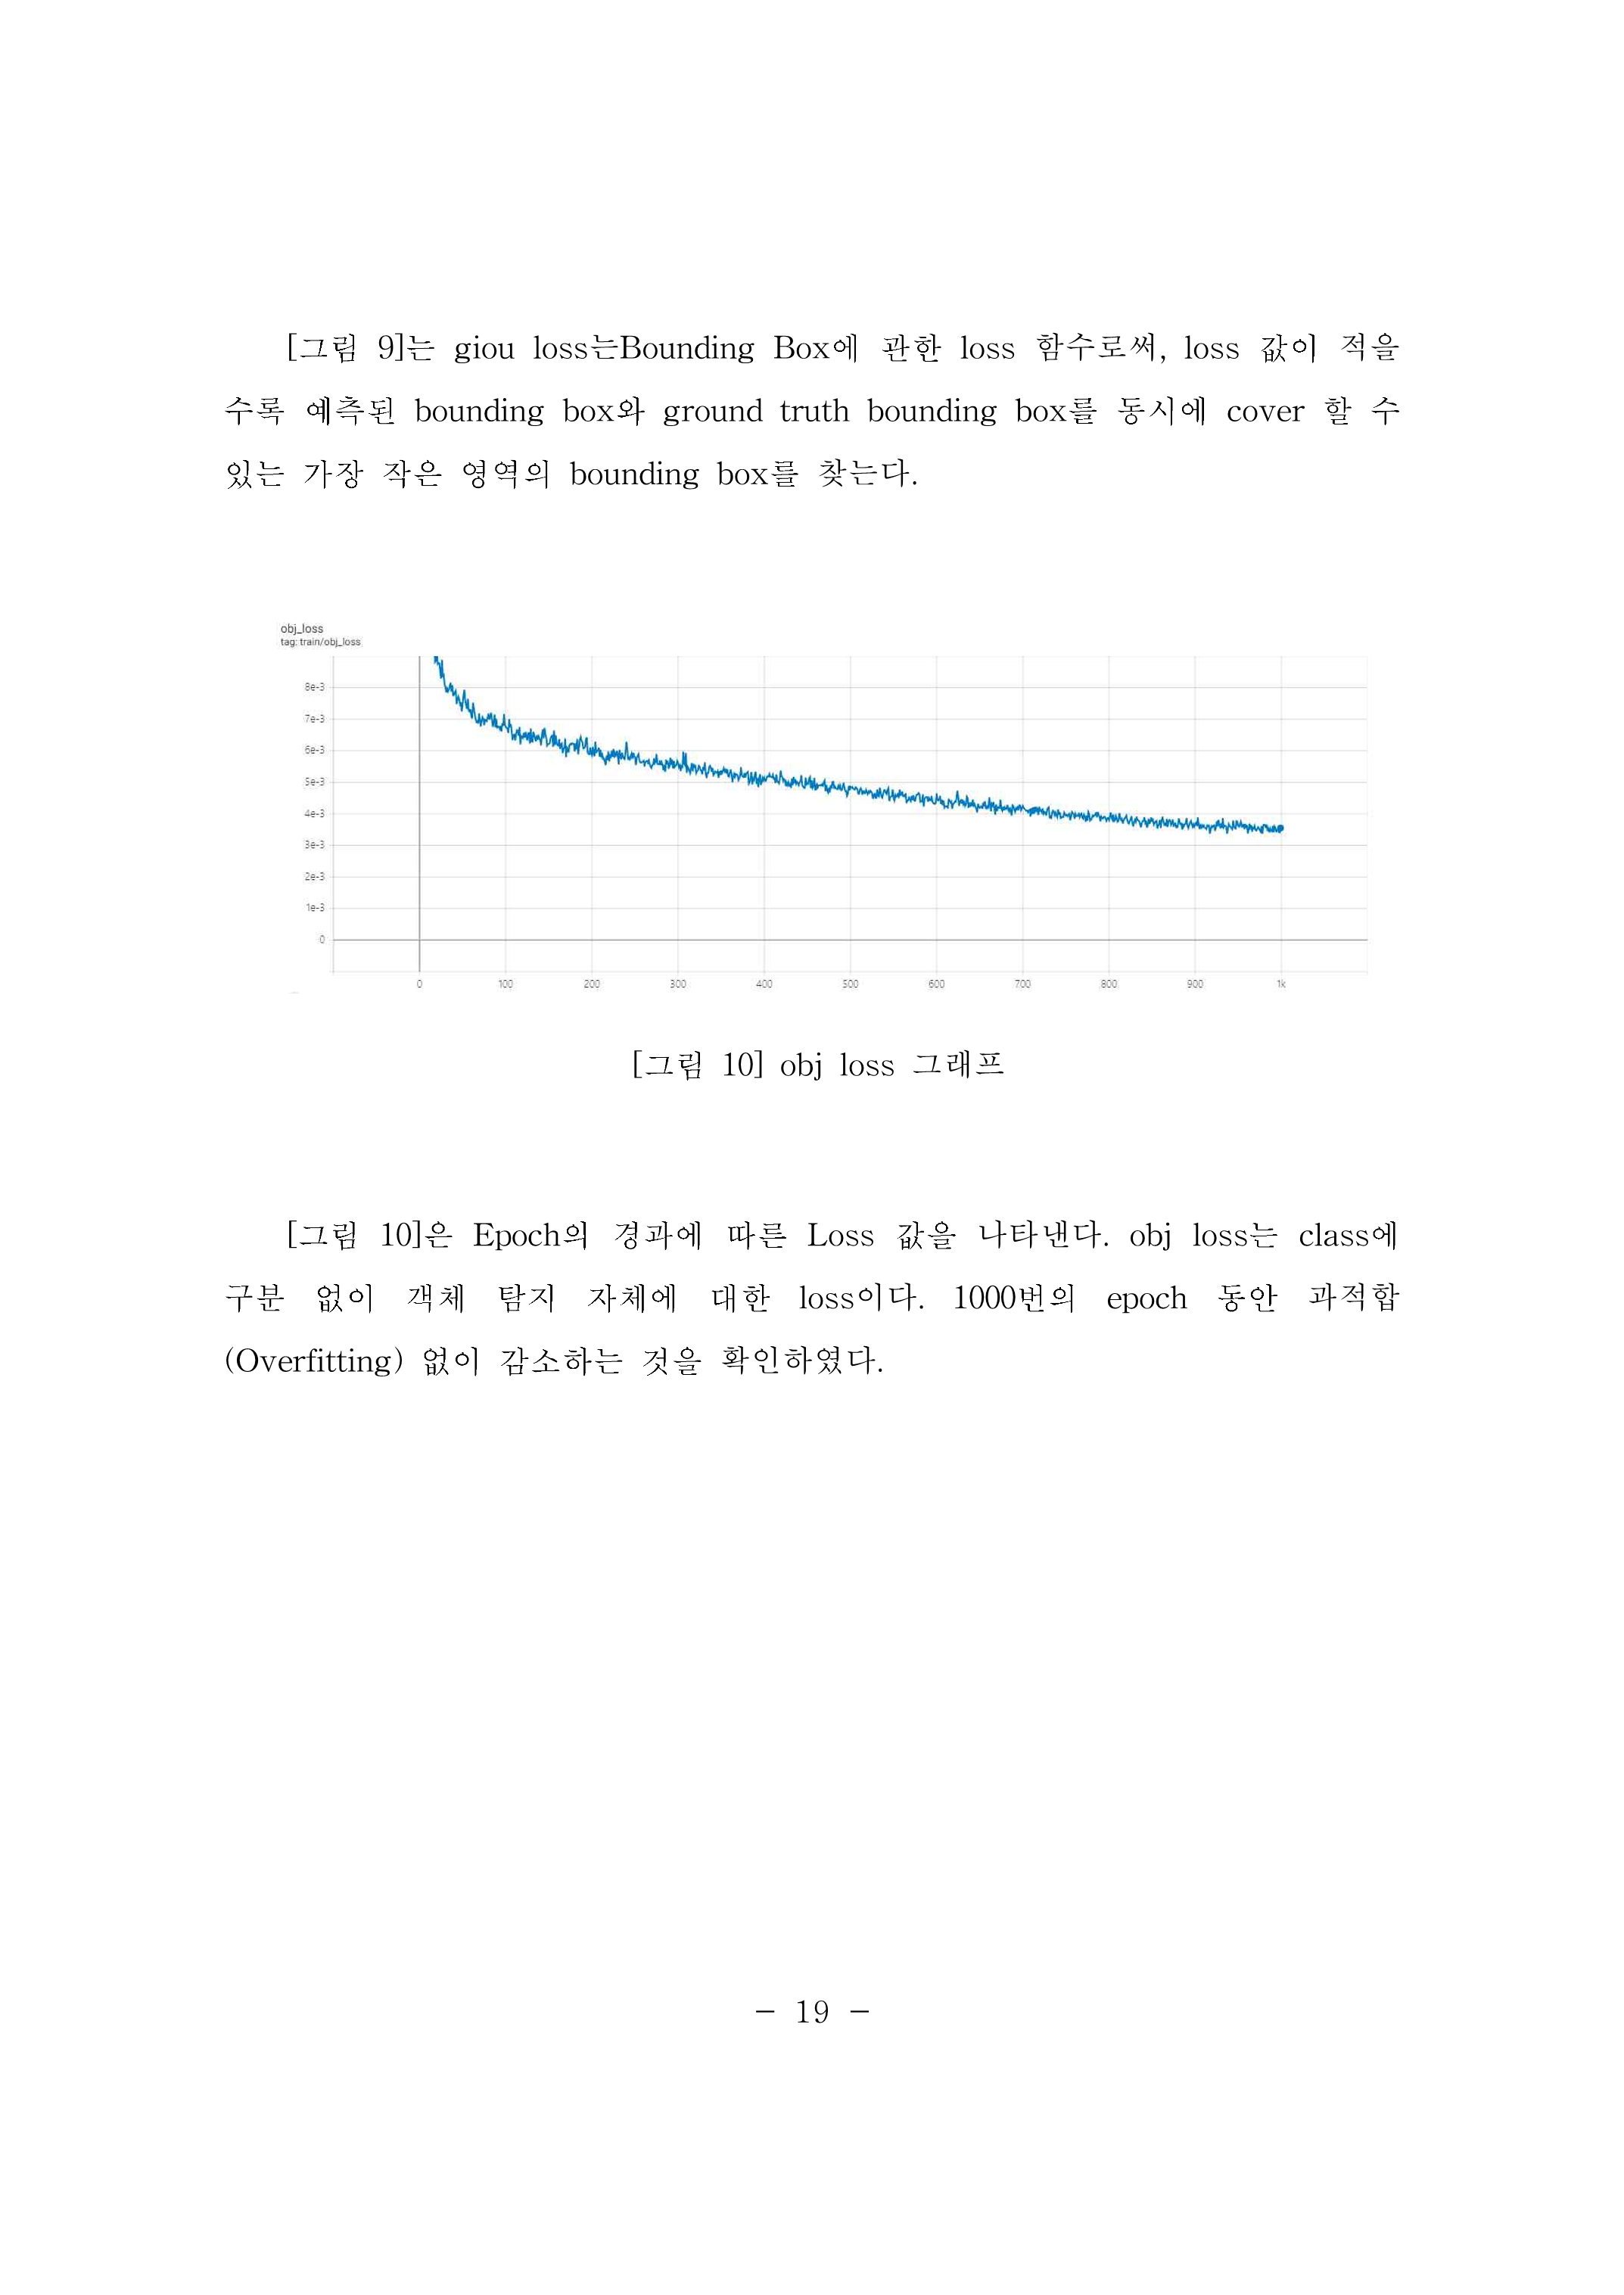 [그림 9]는 giou loss는Bounding Box에 관한 loss 함수로써, loss 값이 적을
수록 예측된 bounding box와 ground truth bounding box를 동시에 cover 할 수
있는 가장 작은 영역의 bounding box를 찾는다.
obj_loss
tag: train/obj_loss
8e-3
7e-3
6e-3
5e-3
4e-3
3e-3
2e-3
1e-3
0
0 100 200 300 400 500 600 700 800 900 1k
[그림 10] obj loss 그래프
[그림 10]은 Epoch의 경과에 따른 Loss 값을 나타낸다. obj loss는 class에
구분 없이 객체 탐지 자체에 대한 loss이다. 1000번의 epoch 동안 과적합
(Overfitting) 없이 감소하는 것을 확인하였다.
- 19 -